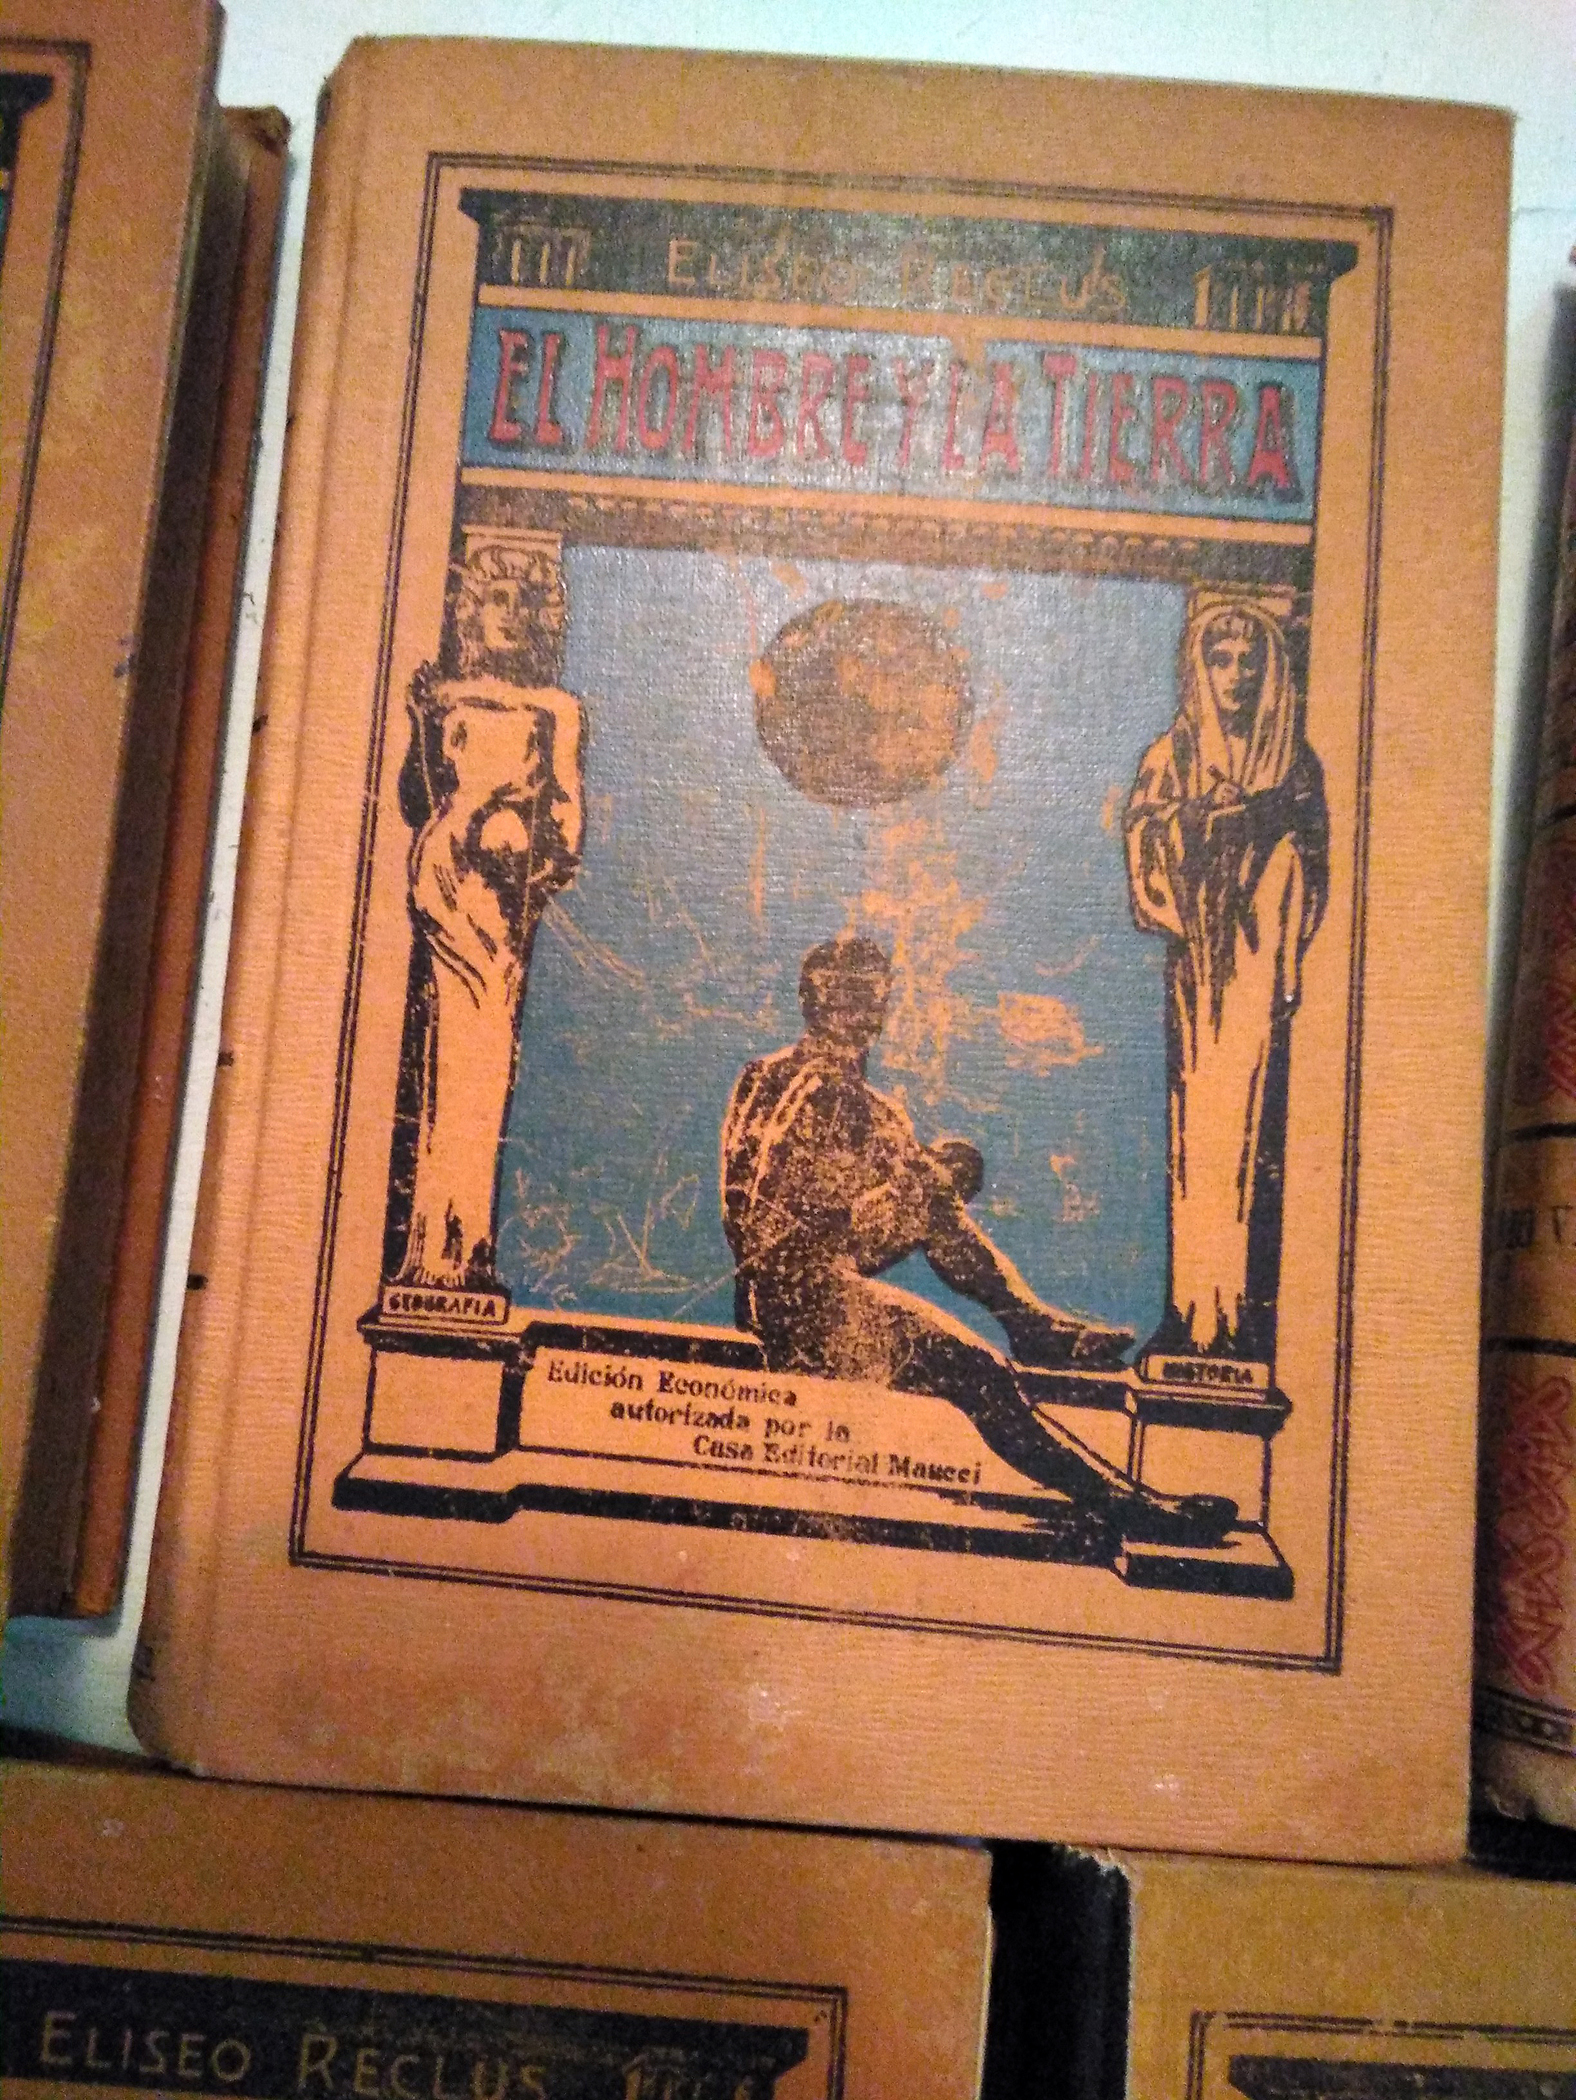 ELISEO RECLUS
EL HOMBRE Y LA TIERRA
GEOGRAFIA
HISTORIA
Edición Económica
autorizada por la
Casa Editorial Maucci
ELISEO RECLUS